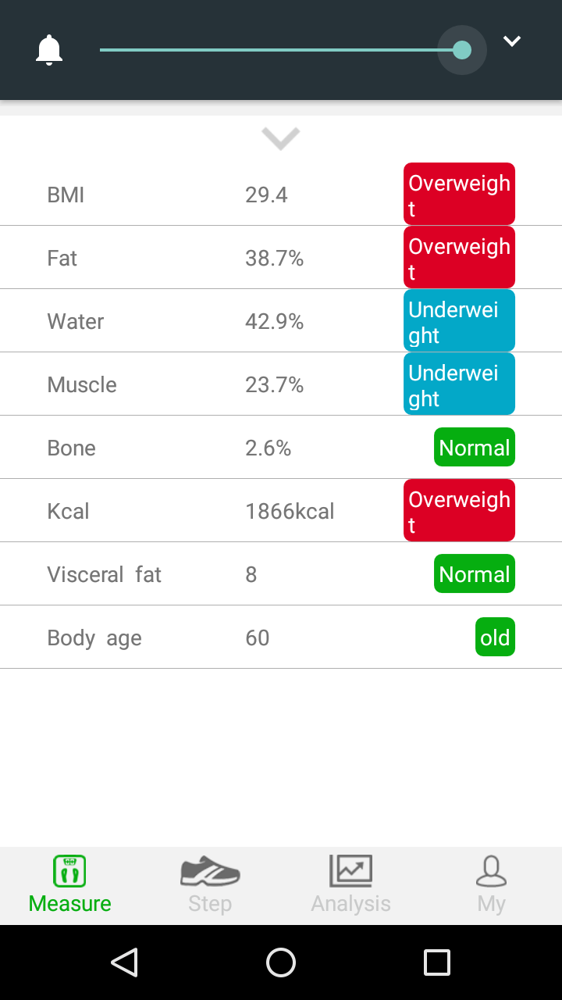 BMI 29.4 Overweigh
t
Fat 38.7% Overweigh
t
Water 42.9% Underwei
ght
Muscle 23.7% Underwei
ght
Bone 2.6% Normal
Kcal 1866kcal Overweigh
t
Visceral fat 8 Normal
Body age 60 old
Measure Step Analysis My